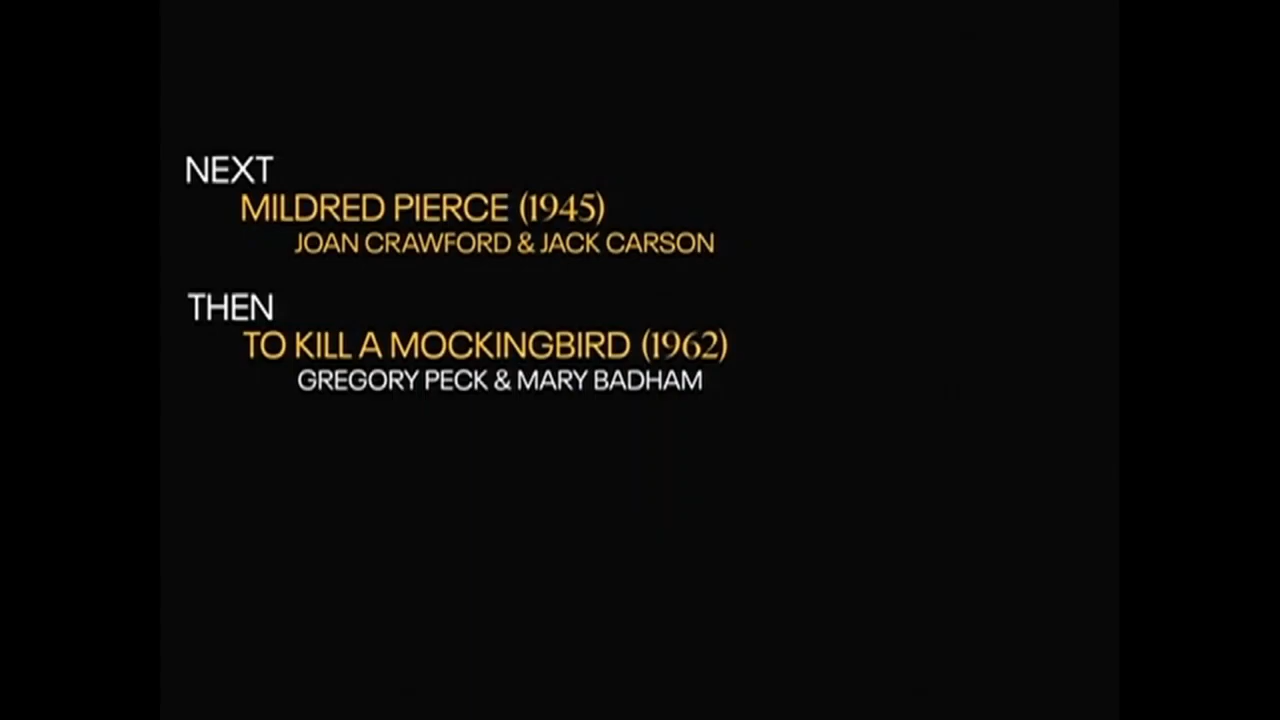 NEXT
MILDRED PIERCE (1945)
JOAN CRAWFORD & JACK CARSON
THEN
TO KILL A MOCKINGBIRD (1962)
GREGORY PECK & MARY BADHAM